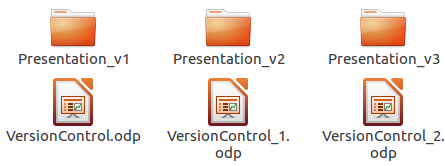 Presentation_v1 Presentation_v2 Presentation_v3
VersionControl.odp VersionControl_1. VersionControl_2.
odp odp